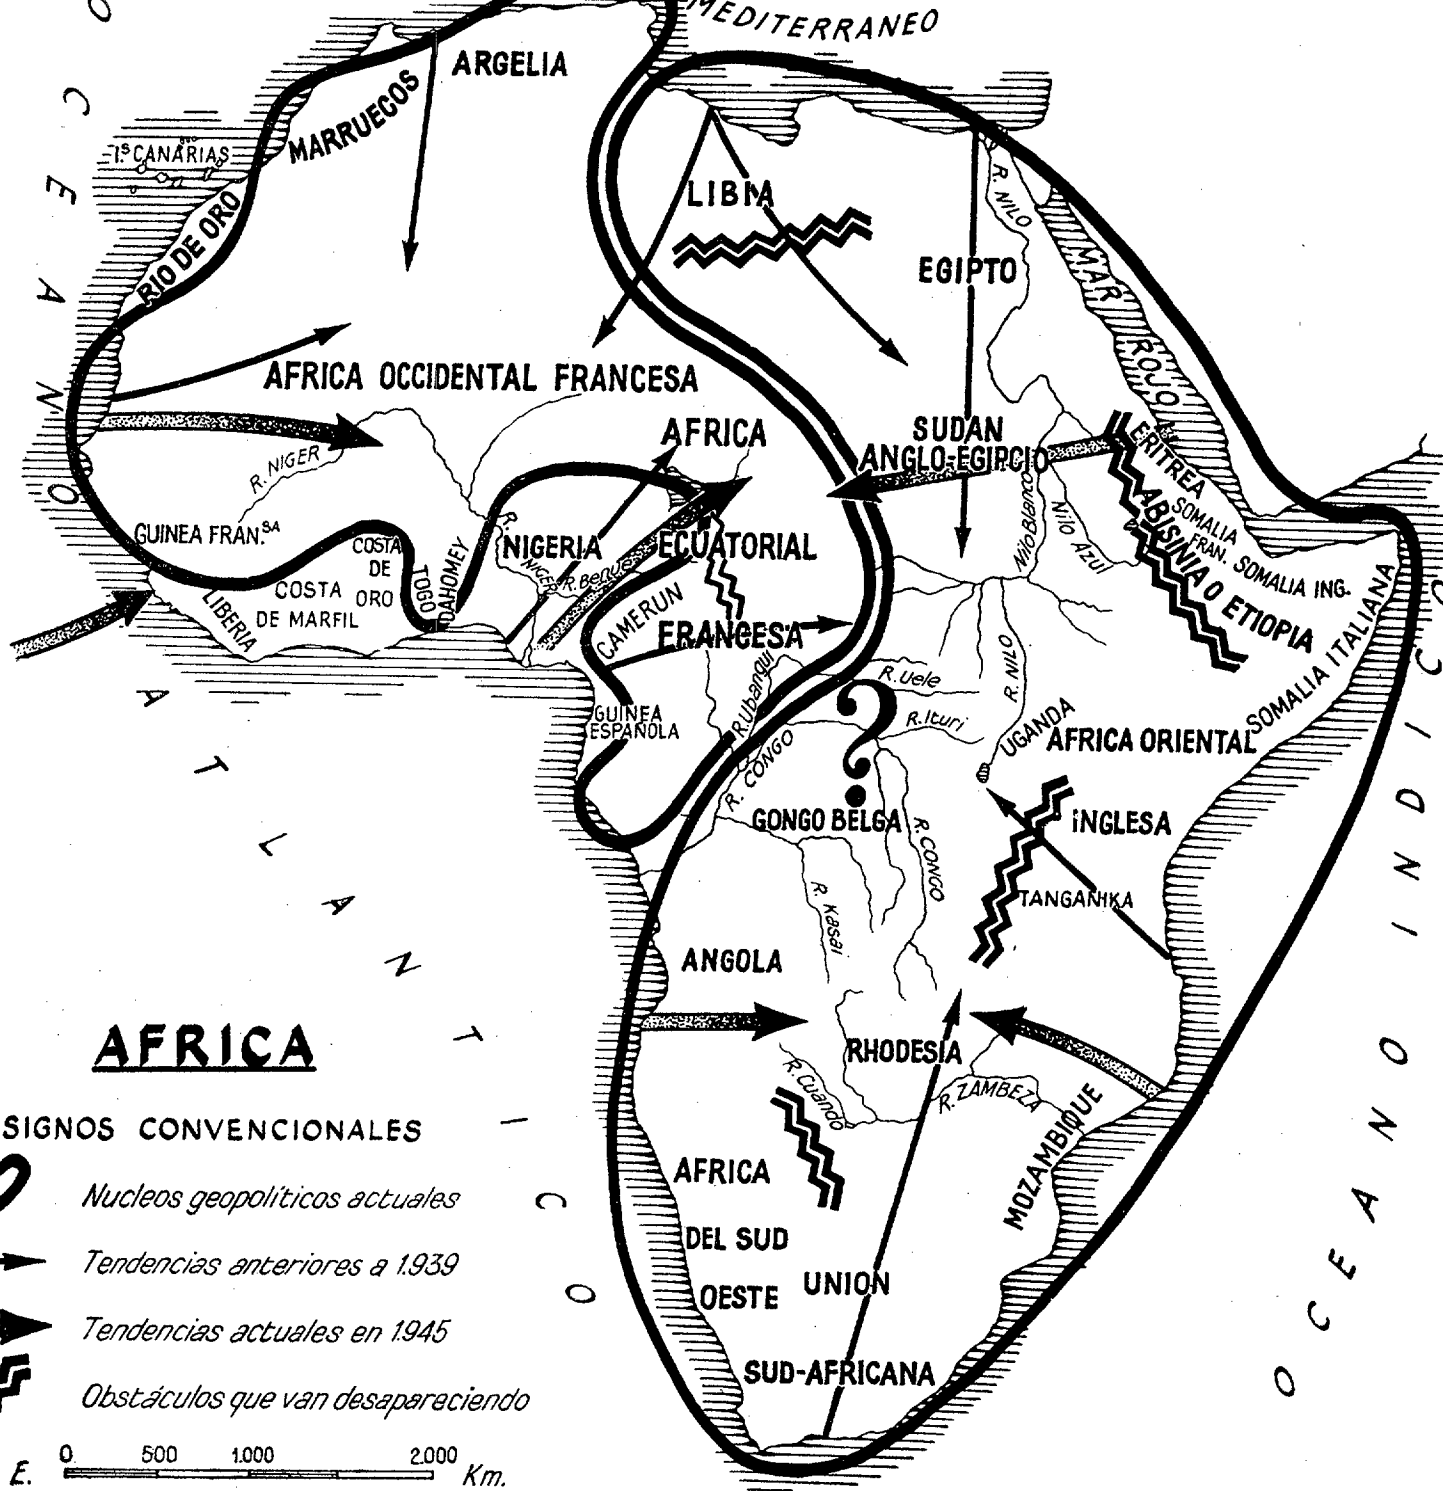 MEDITERRANEO
ARGELIA
MARRUECOS
Iˢ CANARIAS
RIO DE ORO
LIBIA
R. NILO
EGIPTO
MAR ROJO
AFRICA OCCIDENTAL FRANCESA
R. NIGER
AFRICA
ECUATORIAL
FRANCESA
SUDAN
ANGLO-EGIPCIO
ERITREA
SOMALIA
FRAN.
SOMALIA ING.
ABISINIA O ETIOPIA
SOMALIA ITALIANA
Nilo Blanco
Nilo AZUL
GUINEA FRAN.ˢᴬ
COSTA
DE
ORO
COSTA
DE MARFIL
LIBERIA
TOGO
DAHOMEY
R. NIGER
NIGERIA
R. Benue
CAMERUN
GUINEA
ESPAÑOLA
R. Ubangui
R. CONGO
R. Uele
R. Ituri
R. NILO
UGANDA
AFRICA ORIENTAL
INGLESA
?
GONGO BELGA
R. CONGO
R. Kasai
TANGAÑIKA
ANGOLA
RHODESIA
R. Cuando
R. ZAMBEZA
MOZAMBIQUE
AFRICA
DEL SUD
OESTE
UNION
SUD-AFRICANA
OCEANO
ATLANTICO
OCEANO INDICO
AFRICA
SIGNOS CONVENCIONALES
Nucleos geopolíticos actuales
Tendencias anteriores a 1.939
Tendencias actuales en 1.945
Obstáculos que van desapareciendo
E. 0 500 1.000 2.000 Km.